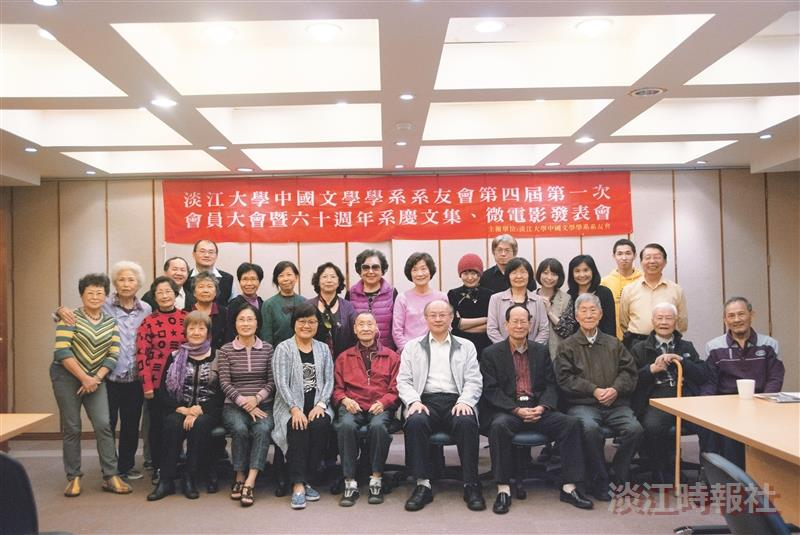 淡江大學中國文學學系系友會第四屆第一次
會員大會暨六十週年系慶文集、微電影發表會
主辦單位:淡江大學中國文學學系系友會
淡江時報社